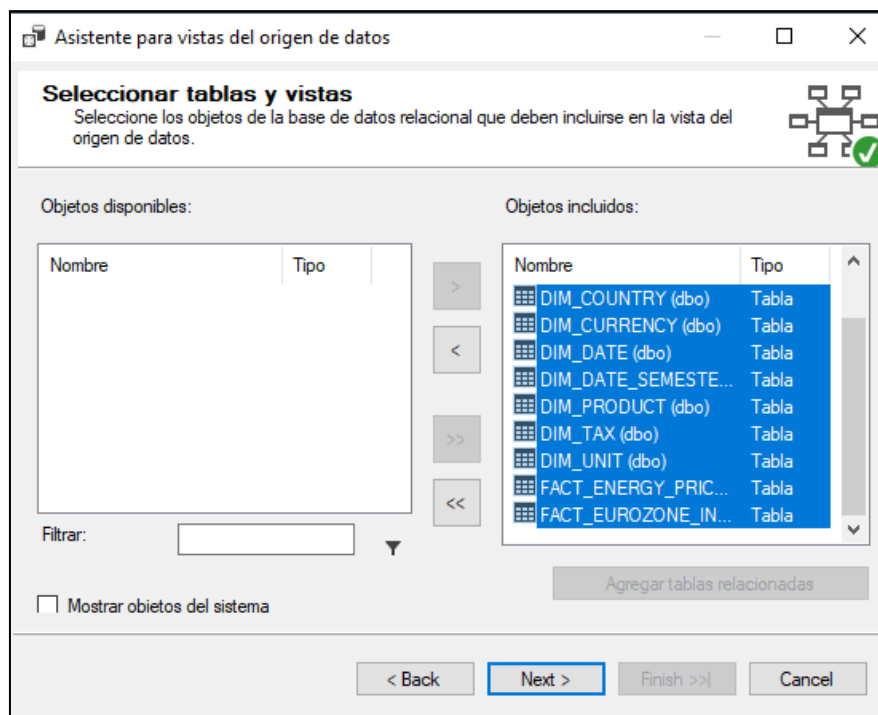 Asistente para vistas del origen de datos
Seleccionar tablas y vistas
Seleccione los objetos de la base de datos relacional que deben incluirse en la vista del
origen de datos.
Objetos disponibles:
Objetos incluidos:
Nombre Tipo
Nombre Tipo
DIM_COUNTRY (dbo) Tabla
DIM_CURRENCY (dbo) Tabla
DIM_DATE (dbo) Tabla
DIM_DATE_SEMESTE... Tabla
DIM_PRODUCT (dbo) Tabla
DIM_TAX (dbo) Tabla
DIM_UNIT (dbo) Tabla
FACT_ENERGY_PRIC... Tabla
FACT_EUROZONE_IN... Tabla
>
<
>>
<<
Filtrar:
Agregar tablas relacionadas
Mostrar objetos del sistema
< Back
Next >
Finish >>|
Cancel